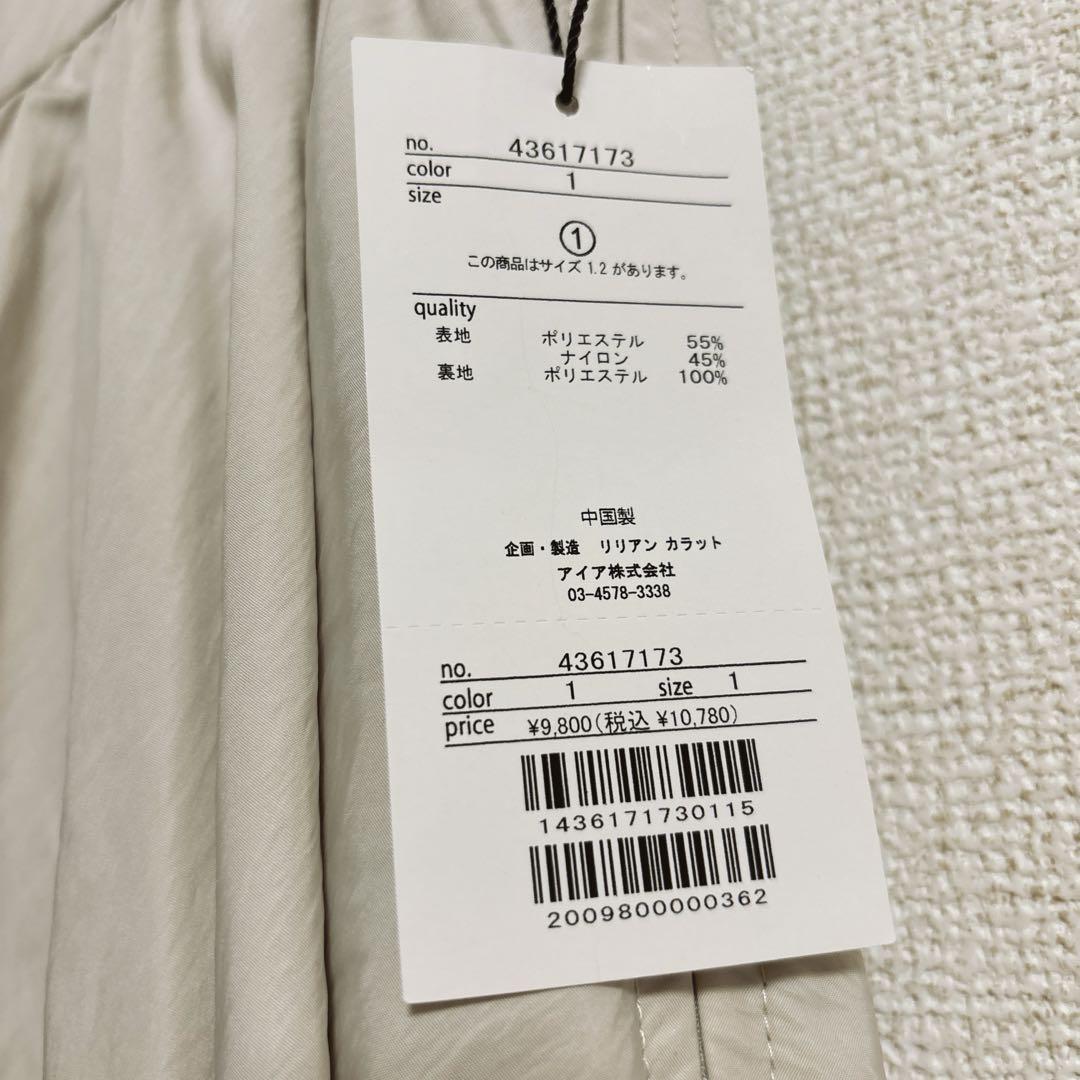 no. 43617173
color 1
size
①
この商品はサイズ 1.2 があります。
quality
表地 ポリエステル 55%
ナイロン 45%
裏地 ポリエステル 100%
中国製
企画・製造 リリアン カラット
アイア株式会社
03-4578-3338
no. 43617173
color 1 size 1
price ¥9,800(税込 ¥10,780)
1436171730115
2009800000362